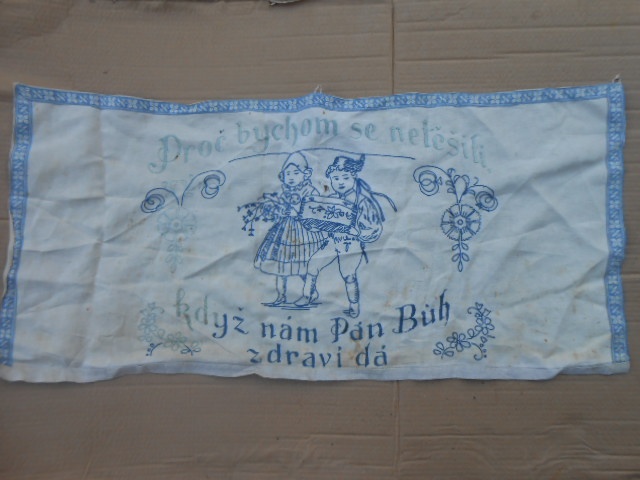 Proč bychom se netěšili
když nám Pán Bůh
zdraví dá